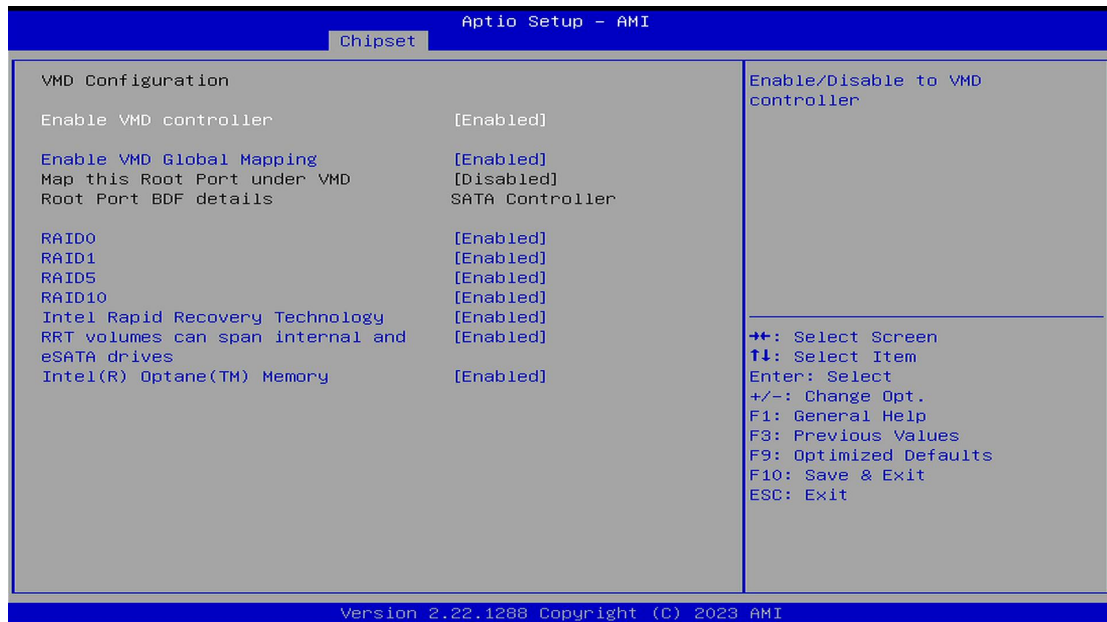 Aptio Setup – AMI
Chipset
VMD Configuration
Enable VMD controller [Enabled]
Enable VMD Global Mapping [Enabled]
Map this Root Port under VMD [Disabled]
Root Port BDF details SATA Controller
RAID0 [Enabled]
RAID1 [Enabled]
RAID5 [Enabled]
RAID10 [Enabled]
Intel Rapid Recovery Technology [Enabled]
RRT volumes can span internal and [Enabled]
eSATA drives
Intel(R) Optane(TM) Memory [Enabled]
Enable/Disable to VMD
controller
→←: Select Screen
↑↓: Select Item
Enter: Select
+/-: Change Opt.
F1: General Help
F3: Previous Values
F9: Optimized Defaults
F10: Save & Exit
ESC: Exit
Version 2.22.1288 Copyright (C) 2023 AMI